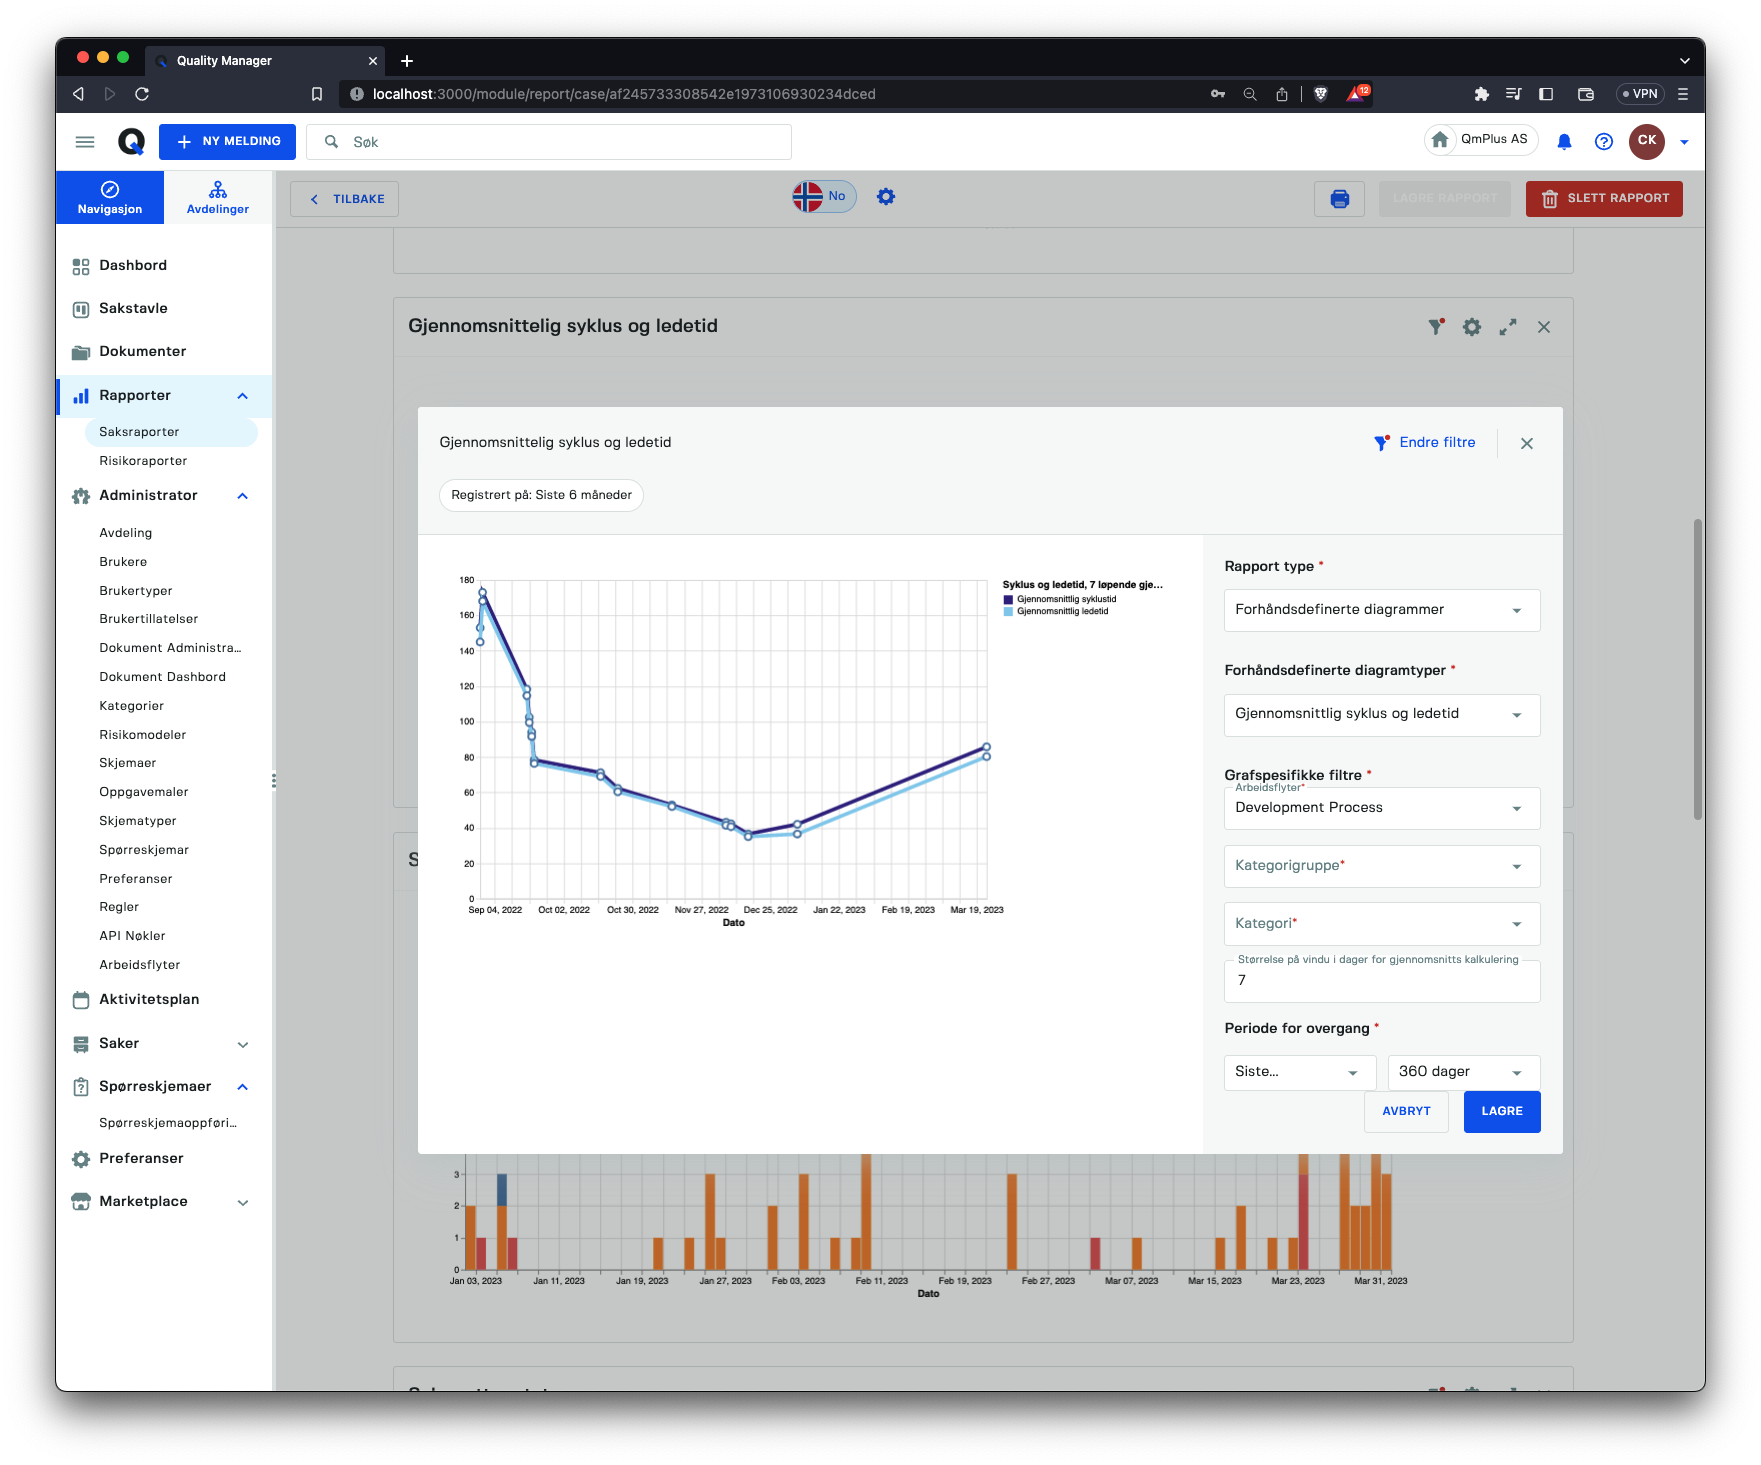 Quality Manager
localhost:3000/module/report/case/af245733308542e1973106930234dced
12
VPN
NY MELDING
Søk
QmPlus AS
CK
Navigasjon
Avdelinger
TILBAKE
No
LAGRE RAPPORT
SLETT RAPPORT
Dashbord
Sakstavle
Dokumenter
Rapporter
Saksraporter
Risikoraporter
Administrator
Avdeling
Brukere
Brukertyper
Brukertillatelser
Dokument Administra...
Dokument Dashbord
Kategorier
Risikomodeler
Skjemaer
Oppgavemaler
Skjematyper
Spørreskjemar
Preferanser
Regler
API Nøkler
Arbeidsflyter
Aktivitetsplan
Saker
Spørreskjemaer
Spørreskjemaoppføri...
Preferanser
Marketplace
Gjennomsnittelig syklus og ledetid
Gjennomsnittelig syklus og ledetid
Endre filtre
Registrert på: Siste 6 måneder
180
160
140
120
100
80
60
40
20
0
Sep 04, 2022 Oct 02, 2022 Oct 30, 2022 Nov 27, 2022 Dec 25, 2022 Jan 22, 2023 Feb 19, 2023 Mar 19, 2023
Dato
Syklus og ledetid, 7 løpende gje...
Gjennomsnittlig syklustid
Gjennomsnittlig ledetid
Rapport type *
Forhåndsdefinerte diagrammer
Forhåndsdefinerte diagramtyper *
Gjennomsnittlig syklus og ledetid
Grafspesifikke filtre *
Arbeidsflyter*
Development Process
Kategorigruppe*
Kategori*
Størrelse på vindu i dager for gjennomsnitts kalkulering
7
Periode for overgang *
Siste...
360 dager
AVBRYT
LAGRE
S
3
2
1
0
Jan 03, 2023 Jan 11, 2023 Jan 19, 2023 Jan 27, 2023 Feb 03, 2023 Feb 11, 2023 Feb 19, 2023 Feb 27, 2023 Mar 07, 2023 Mar 15, 2023 Mar 23, 2023 Mar 31, 2023
Dato